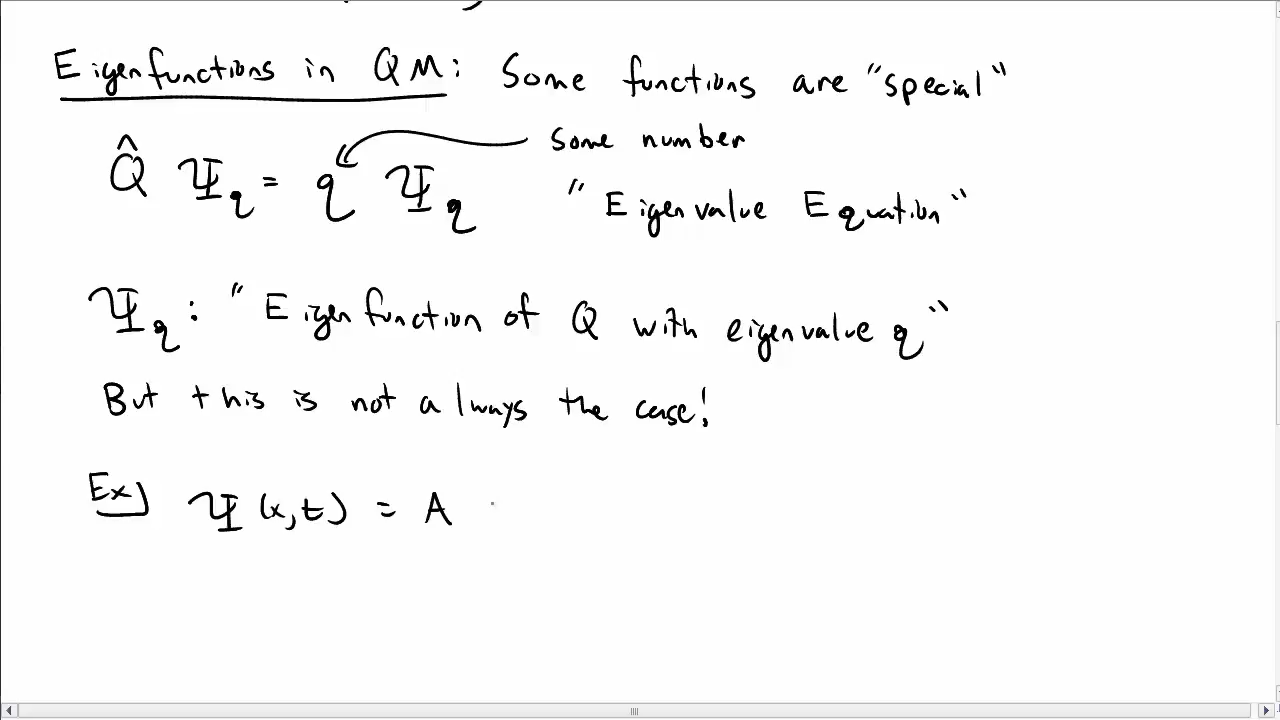 Eigenfunctions in QM: Some functions are "special"
Q̂ Ψ_q = q Ψ_q
some number
"Eigenvalue Equation"
Ψ_q: "Eigenfunction of Q with eigenvalue q"
But this is not always the case!
Ex] Ψ(x,t) = A